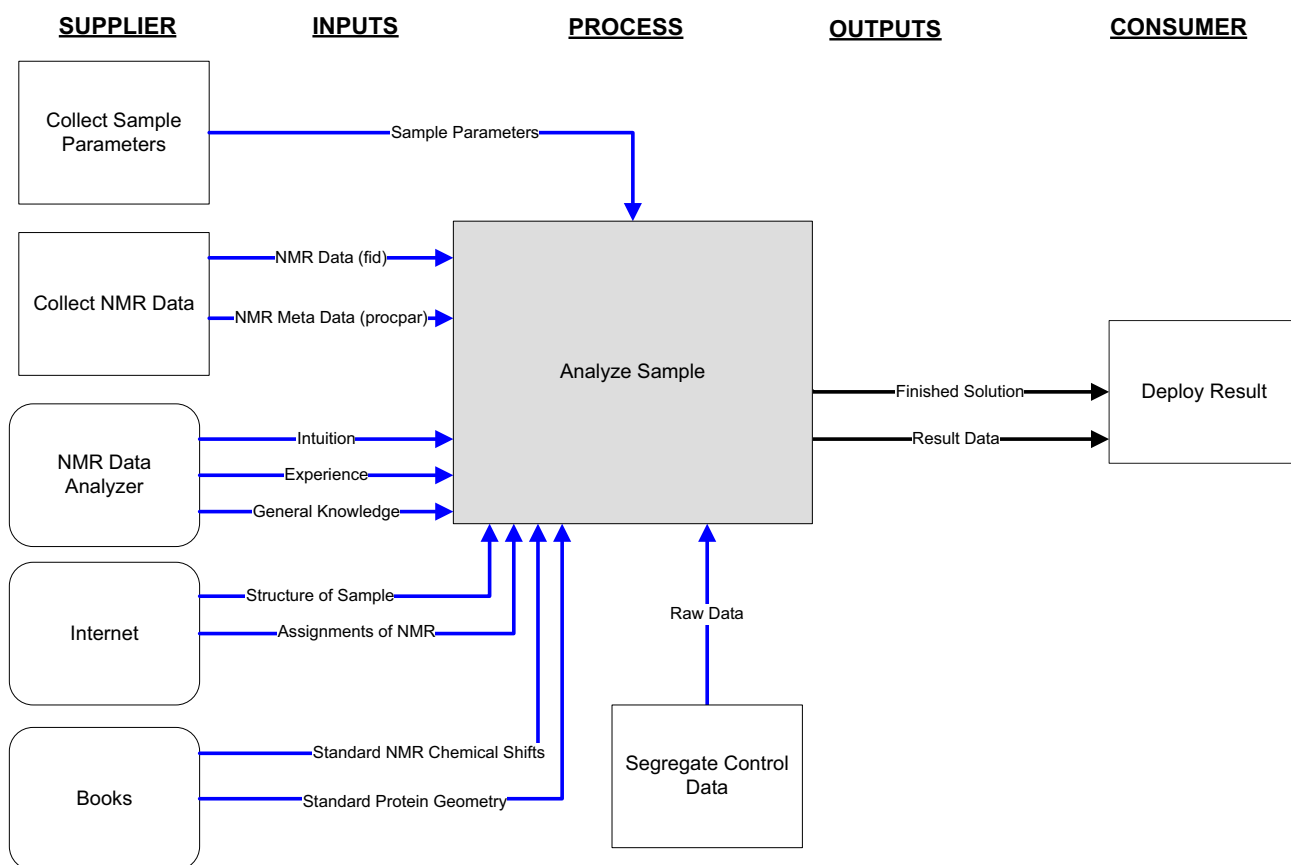 SUPPLIER INPUTS PROCESS OUTPUTS CONSUMER
Collect Sample
Parameters
Sample Parameters
Collect NMR Data
NMR Data (fid)
NMR Meta Data (procpar)
Analyze Sample
Finished Solution
Result Data
Deploy Result
NMR Data
Analyzer
Intuition
Experience
General Knowledge
Internet
Structure of Sample
Assignments of NMR
Raw Data
Books
Standard NMR Chemical Shifts
Standard Protein Geometry
Segregate Control
Data